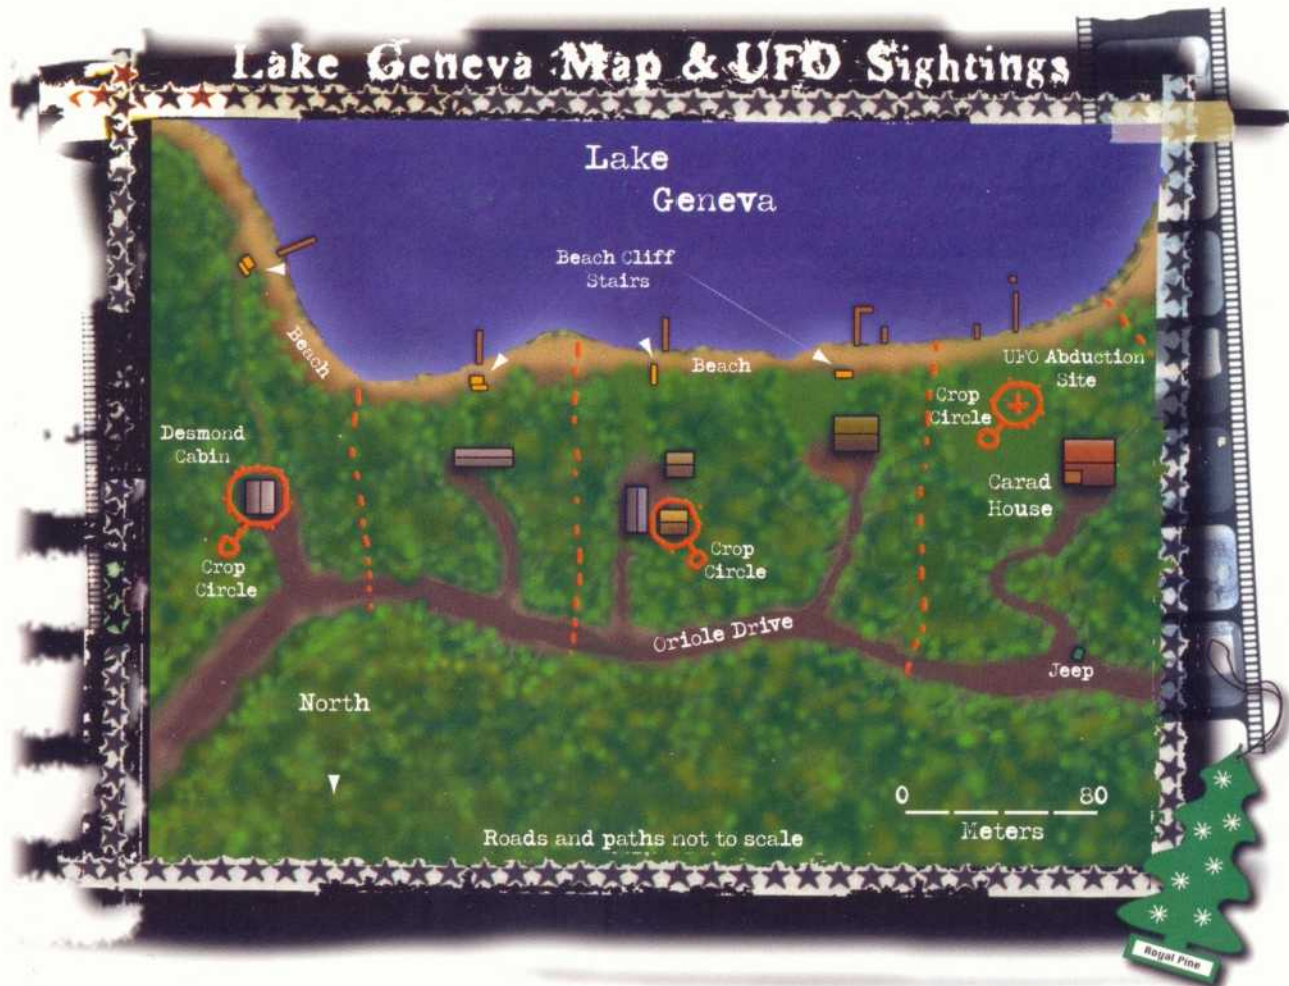 Lake Geneva Map & UFO Sightings
Lake
Geneva
Beach Cliff
Stairs
Beach
Beach
UFO Abduction
Site
Crop
Circle
Desmond
Cabin
Carad
House
Crop
Circle
Crop
Circle
Oriole Drive
Jeep
North
0 80
Meters
Roads and paths not to scale
Royal Pine